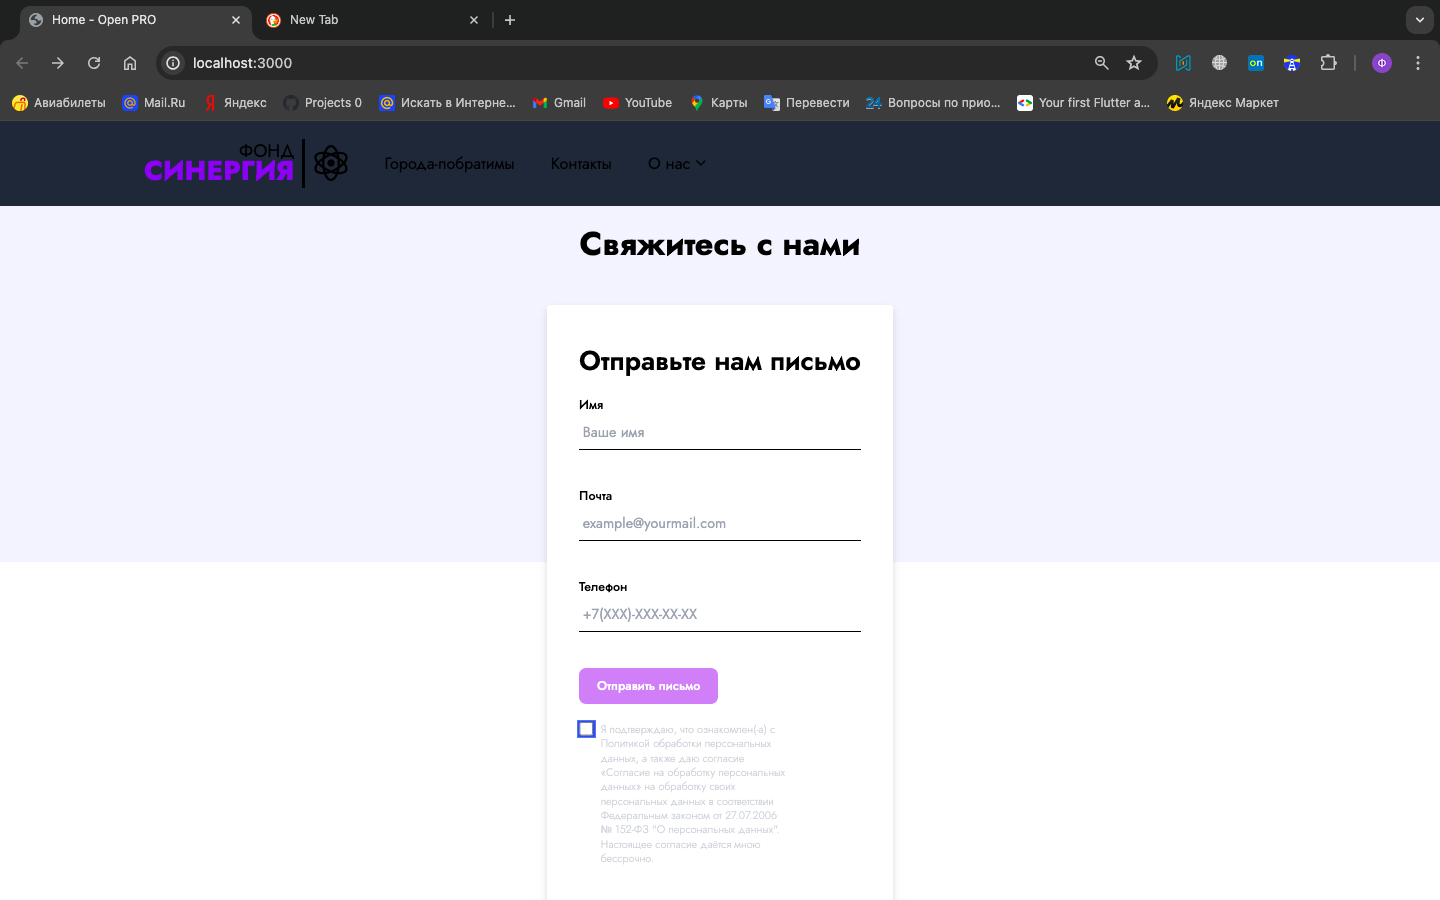 Home - Open PRO
New Tab
localhost:3000
on
Ф
Авиабилеты
Mail.Ru
Яндекс
Projects 0
Искать в Интерне...
Gmail
YouTube
Карты
Перевести
Вопросы по прио...
Your first Flutter a...
Яндекс Маркет
ФОНД
СИНЕРГИЯ
Города-побратимы
Контакты
О нас
Свяжитесь с нами
Отправьте нам письмо
Имя
Ваше имя
Почта
example@yourmail.com
Телефон
+7(XXX)-XXX-XX-XX
Отправить письмо
Я подтверждаю, что ознакомлен(-а) с
Политикой обработки персональных
данных, а также даю согласие
«Согласие на обработку персональных
данных» на обработку своих
персональных данных в соответствии
Федеральным законом от 27.07.2006
№ 152-ФЗ "О персональных данных".
Настоящее согласие даётся мною
бессрочно.